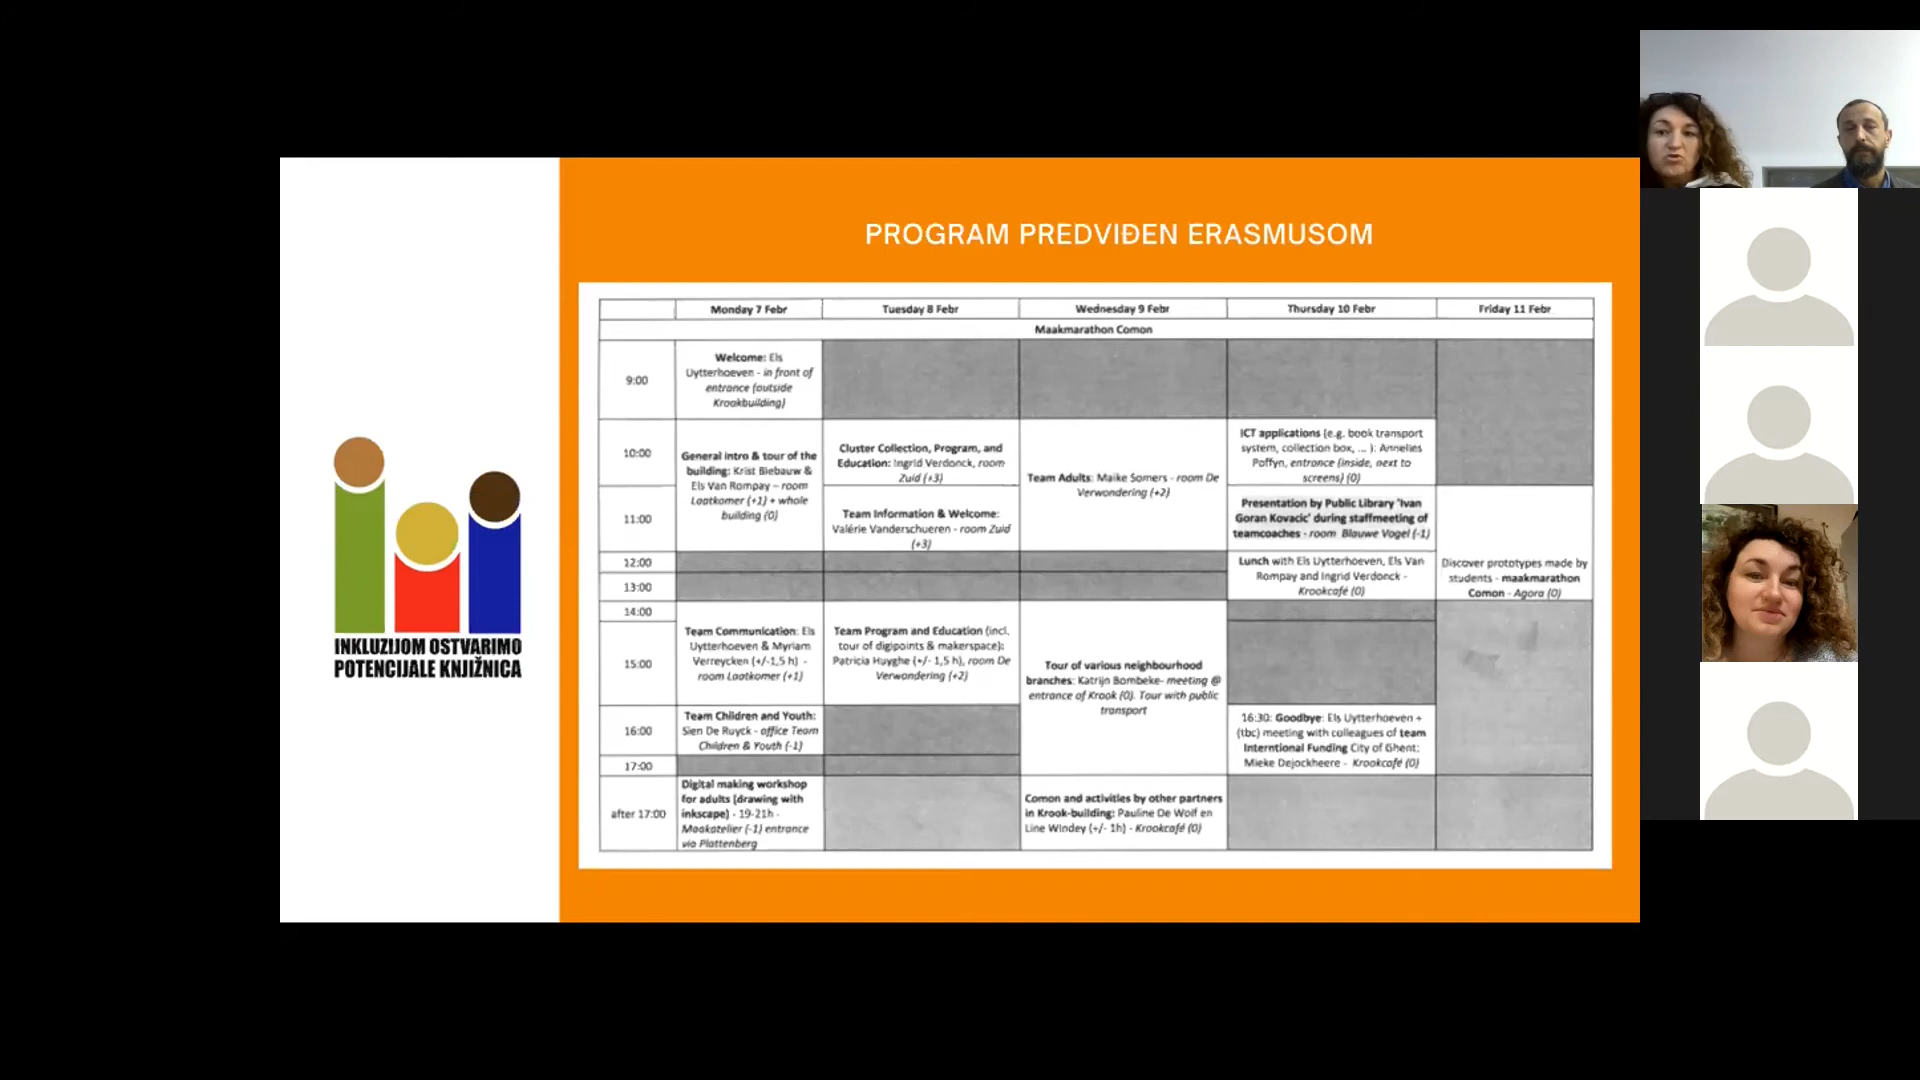 PROGRAM PREDVIĐEN ERASMUSOM
Monday 7 Febr
Tuesday 8 Febr
Wednesday 9 Febr
Thursday 10 Febr
Friday 11 Febr
Maakmarathon Comon
9:00
Welcome: Els
Uytterhoeven - in front of
entrance (outside
Krookbuilding)
10:00
General intro & tour of the
building: Krist Biebauw &
Els Van Rompay – room
Laatkomer (+1) + whole
building (0)
Cluster Collection, Program, and
Education: Ingrid Verdonck, room
Zuid (+3)
Team Adults: Maike Somers - room De
Verwondering (+2)
ICT applications (e.g. book transport
system, collection box, ... ): Annelies
Poffyn, entrance (inside, next to
screens) (0)
11:00
Team Information & Welcome:
Valérie Vanderschueren - room Zuid
(+3)
Presentation by Public Library 'Ivan
Goran Kovacic' during staffmeeting of
teamcoaches - room Blauwe Vogel (-1)
12:00
Lunch with Els Uytterhoeven, Els Van
Rompay and Ingrid Verdonck -
Krookcafé (0)
Discover prototypes made by
students - maakmarathon
Comon - Agora (0)
13:00
14:00
15:00
Team Communication: Els
Uytterhoeven & Myriam
Verreycken (+/-1,5 h) -
room Laatkomer (+1)
Team Program and Education (incl.
tour of digipoints & makerspace):
Patricia Huyghe (+/- 1,5 h), room De
Verwondering (+2)
Tour of various neighbourhood
branches: Katrijn Bombeke- meeting @
entrance of Krook (0). Tour with public
transport
16:00
Team Children and Youth:
Sien De Ruyck - office Team
Children & Youth (-1)
16:30: Goodbye: Els Uytterhoeven +
(tbc) meeting with colleagues of team
Interntional Funding City of Ghent:
Mieke Dejockheere - Krookcafé (0)
17:00
after 17:00
Digital making workshop
for adults (drawing with
inkscape) - 19-21h -
Maakatelier (-1) entrance
via Plattenberg
Comon and activities by other partners
in Krook-building: Pauline De Wolf en
Line Windey (+/- 1h) - Krookcafé (0)
INKLUZIJOM OSTVARIMO
POTENCIJALE KNJIŽNICA